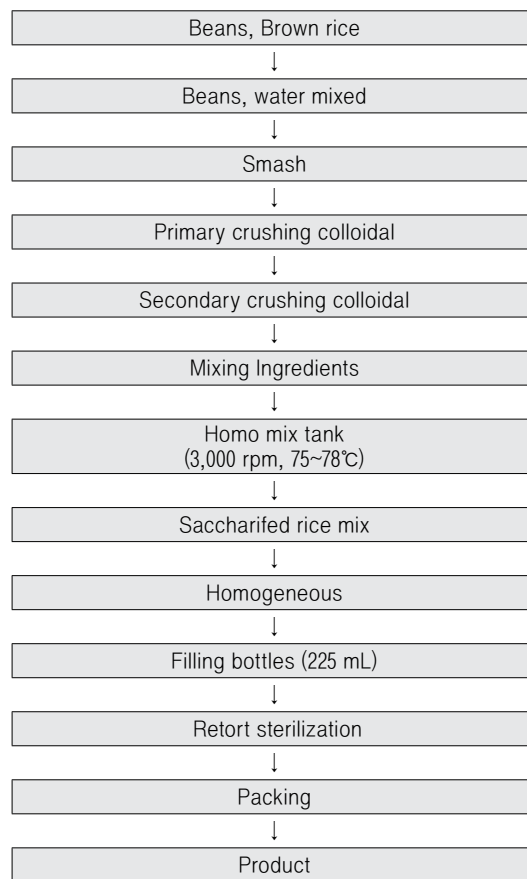 Beans, Brown rice
↓
Beans, water mixed
↓
Smash
↓
Primary crushing colloidal
↓
Secondary crushing colloidal
↓
Mixing Ingredients
↓
Homo mix tank
(3,000 rpm, 75~78℃)
↓
Saccharifed rice mix
↓
Homogeneous
↓
Filling bottles (225 mL)
↓
Retort sterilization
↓
Packing
↓
Product